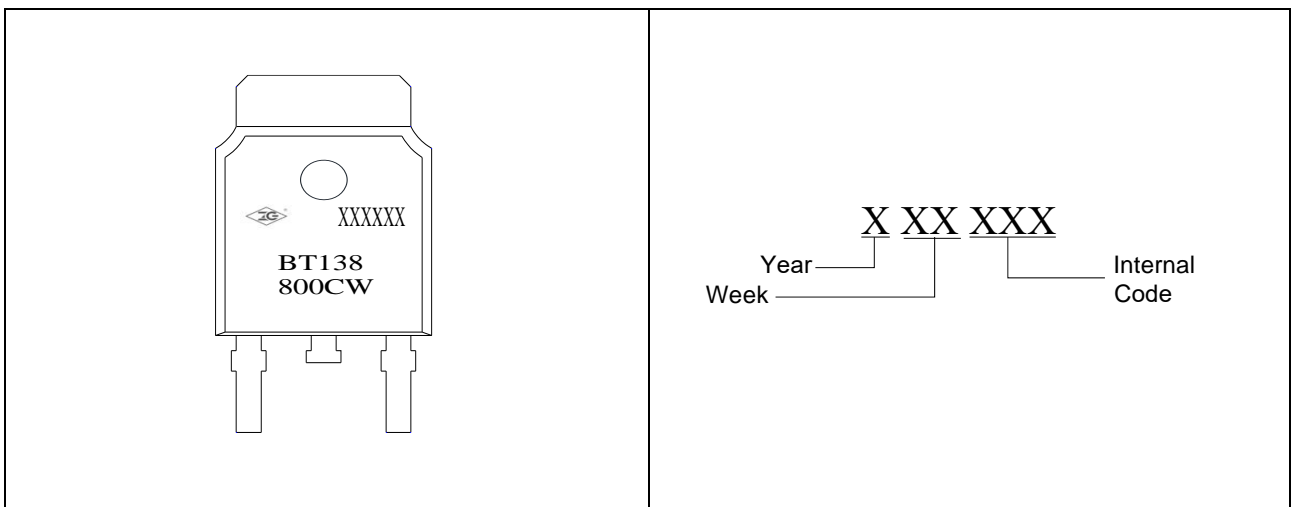 XXXXXX
BT138
800CW
X XX XXX
Year
Week
Internal
Code